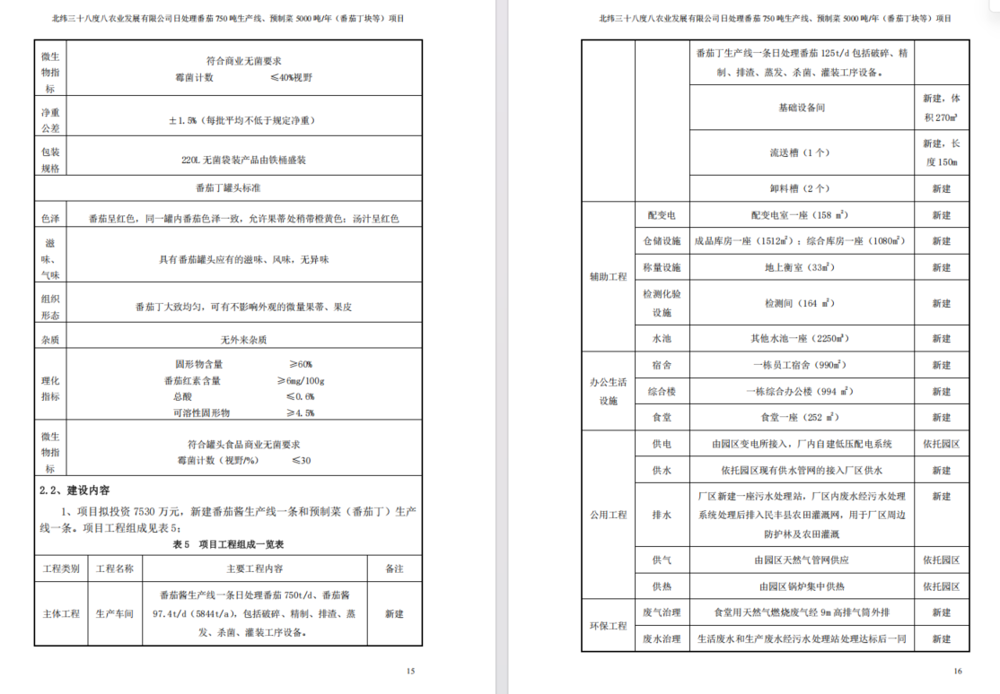 北纬三十八度八农业发展有限公司日处理番茄 750 吨生产线、预制菜 5000 吨/年（番茄丁块等）项目
微生
物指
标
符合商业无菌要求
霉菌计数 ≤40%视野
净重
公差
±1.5%（每批平均不低于规定净重）
包装
规格
220L 无菌袋装产品由铁桶盛装
番茄丁罐头标准
色泽
番茄呈红色，同一罐内番茄色泽一致，允许果蒂处稍带橙黄色；汤汁呈红色
滋
味、
气味
具有番茄罐头应有的滋味、风味，无异味
组织
形态
番茄丁大致均匀，可有不影响外观的微量果蒂、果皮
杂质
无外来杂质
理化
指标
固形物含量 ≥60%
番茄红素含量 ≥6mg/100g
总酸 ≤0.6%
可溶性固形物 ≥4.5%
微生
物指
标
符合罐头食品商业无菌要求
霉菌计数（视野/%） ≤30
2.2、建设内容
1、项目拟投资 7530 万元，新建番茄酱生产线一条和预制菜（番茄丁）生产
线一条。项目工程组成见表 5；
表 5 项目工程组成一览表
工程类别 工程名称 主要工程内容 备注
主体工程 生产车间
番茄酱生产线一条日处理番茄 750t/d、番茄酱
97.4t/d（5844t/a），包括破碎、精制、排渣、蒸
发、杀菌、灌装工序设备。
新建
15
北纬三十八度八农业发展有限公司日处理番茄 750 吨生产线、预制菜 5000 吨/年（番茄丁块等）项目
番茄丁生产线一条日处理番茄 125t/d 包括破碎、精
制、排渣、蒸发、杀菌、灌装工序设备。
基础设备间
新建，体
积 270m³
流送槽（1 个）
新建，长
度 150m
卸料槽（2 个） 新建
辅助工程
配变电 配变电室一座（158 ㎡） 新建
仓储设施 成品库房一座（1512㎡）；综合库房一座（1080㎡） 新建
称量设施 地上衡室（33㎡） 新建
检测化验
设施
检测间（164 ㎡） 新建
水池 其他水池一座（2250m³） 新建
办公生活
设施
宿舍 一栋员工宿舍（990㎡） 新建
综合楼 一栋综合办公楼（994 ㎡） 新建
食堂 食堂一座（252 ㎡） 新建
公用工程
供电 由园区变电所接入，厂内自建低压配电系统 依托园区
供水 依托园区现有供水管网的接入厂区供水 新建
排水
厂区新建一座污水处理站，厂区内废水经污水处理
系统处理后排入民丰县农田灌溉网，用于厂区周边
防护林及农田灌溉
新建
供气 由园区天然气管网供应 依托园区
供热 由园区锅炉集中供热 依托园区
环保工程
废气治理 食堂用天然气燃烧废气经 9m 高排气筒外排 新建
废水治理 生活废水和生产废水经污水处理站处理达标后一同 新建
16